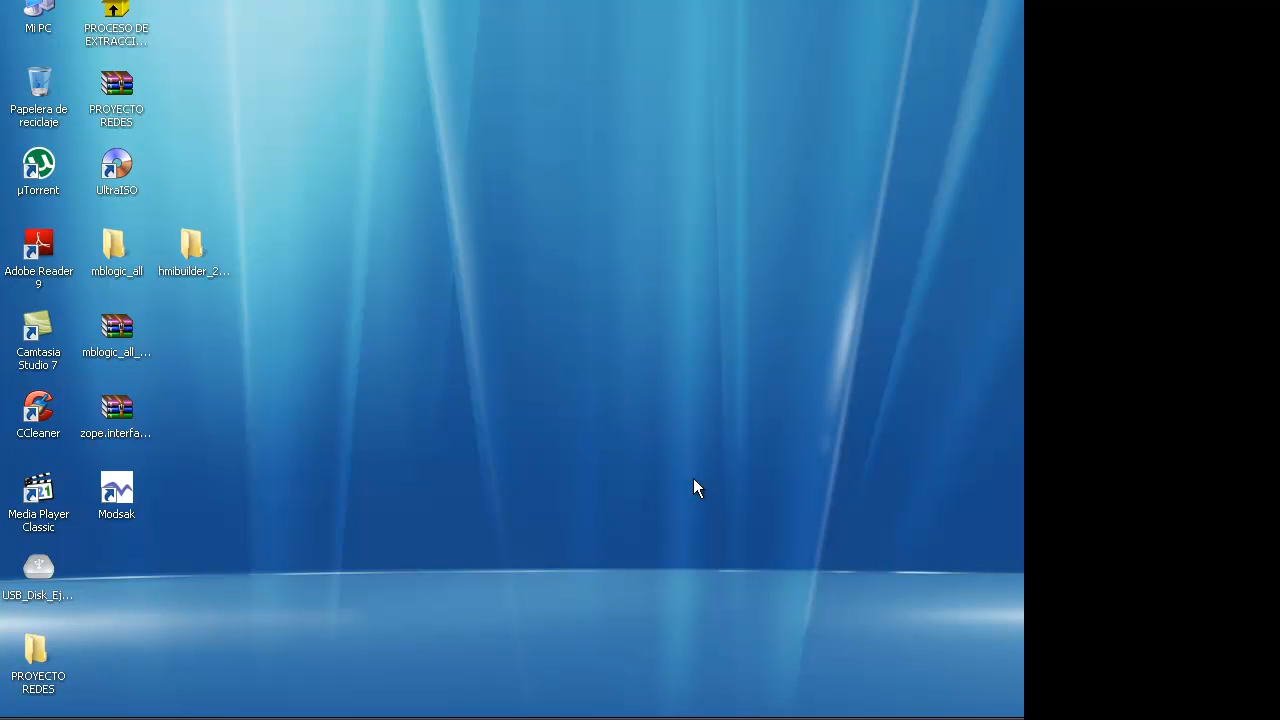 Mi PC
PROCESO DE
EXTRACCI...
Papelera de
reciclaje
PROYECTO
REDES
µTorrent
UltraISO
Adobe Reader
9
mblogic_all
hmibuilder_2...
Camtasia
Studio 7
mblogic_all_...
CCleaner
zope.interfa...
Media Player
Classic
Modsak
USB_Disk_Ej...
PROYECTO
REDES